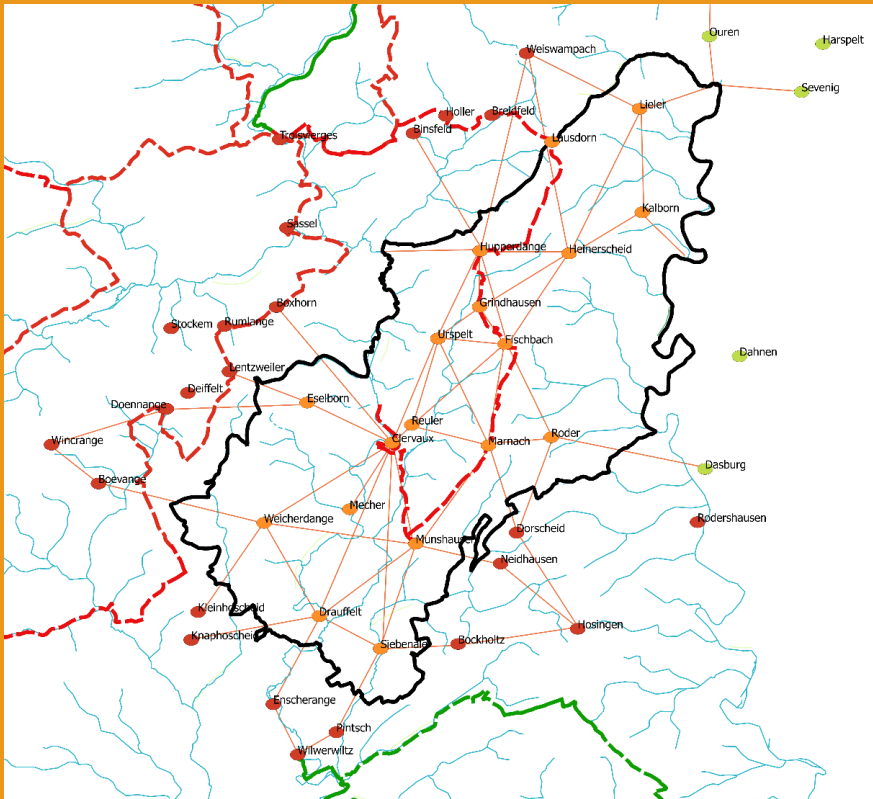 Ouren
Harspelt
Weiswampach
Sevenig
Lieler
Holler
Breidfeld
Binsfeld
Troisvierges
Lausdorn
Kalborn
Sassel
Hupperdange
Heinerscheid
Boxhorn
Grindhausen
Stockem
Rumlange
Urspelt
Fischbach
Dahnen
Lentzweiler
Deiffelt
Eselborn
Doennange
Reuler
Roder
Wincrange
Clervaux
Marnach
Dasburg
Boevange
Mecher
Weicherdange
Rodershausen
Dorscheid
Munshausen
Neidhausen
Kleinhoscheid
Drauffelt
Hosingen
Knaphoscheid
Siebenaler
Bockholtz
Enscherange
Pintsch
Wilwerwiltz